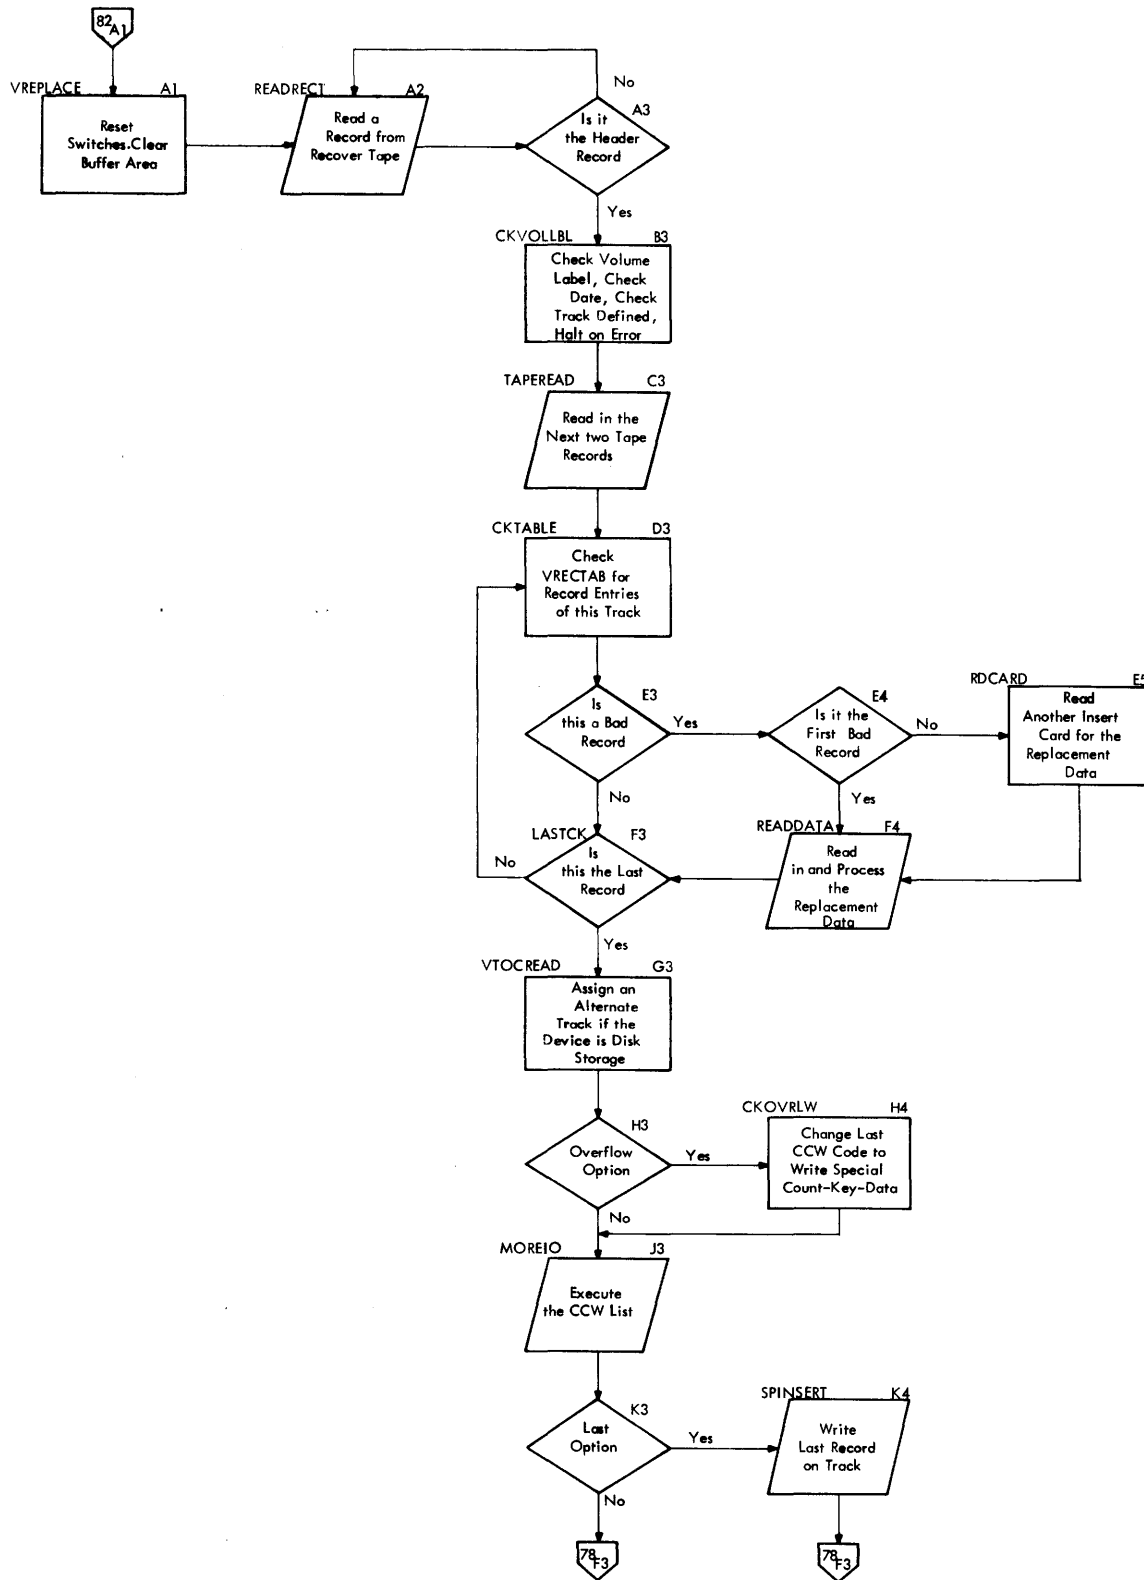 82
A1
VREPLACE A1
Reset
Switches.Clear
Buffer Area
READRECT A2
Read a
Record from
Recover Tape
No
A3
Is it
the Header
Record
Yes
CKVOLLBL B3
Check Volume
Label, Check
Date, Check
Track Defined,
Halt on Error
TAPEREAD C3
Read in the
Next two Tape
Records
CKTABLE D3
Check
VRECTAB for
Record Entries
of this Track
E3
Is
this a Bad
Record
Yes
No
E4
Is it the
First Bad
Record
No
Yes
RDCARD E5
Read
Another Insert
Card for the
Replacement
Data
READDATA F4
Read
in and Process
the
Replacement
Data
LASTCK F3
Is
this the Last
Record
No
Yes
VTOCREAD G3
Assign an
Alternate
Track if the
Device is Disk
Storage
H3
Overflow
Option
Yes
No
CKOVRLW H4
Change Last
CCW Code to
Write Special
Count-Key-Data
MOREIO J3
Execute
the CCW List
K3
Last
Option
Yes
No
SPINSERT K4
Write
Last Record
on Track
78
F3
78
F3